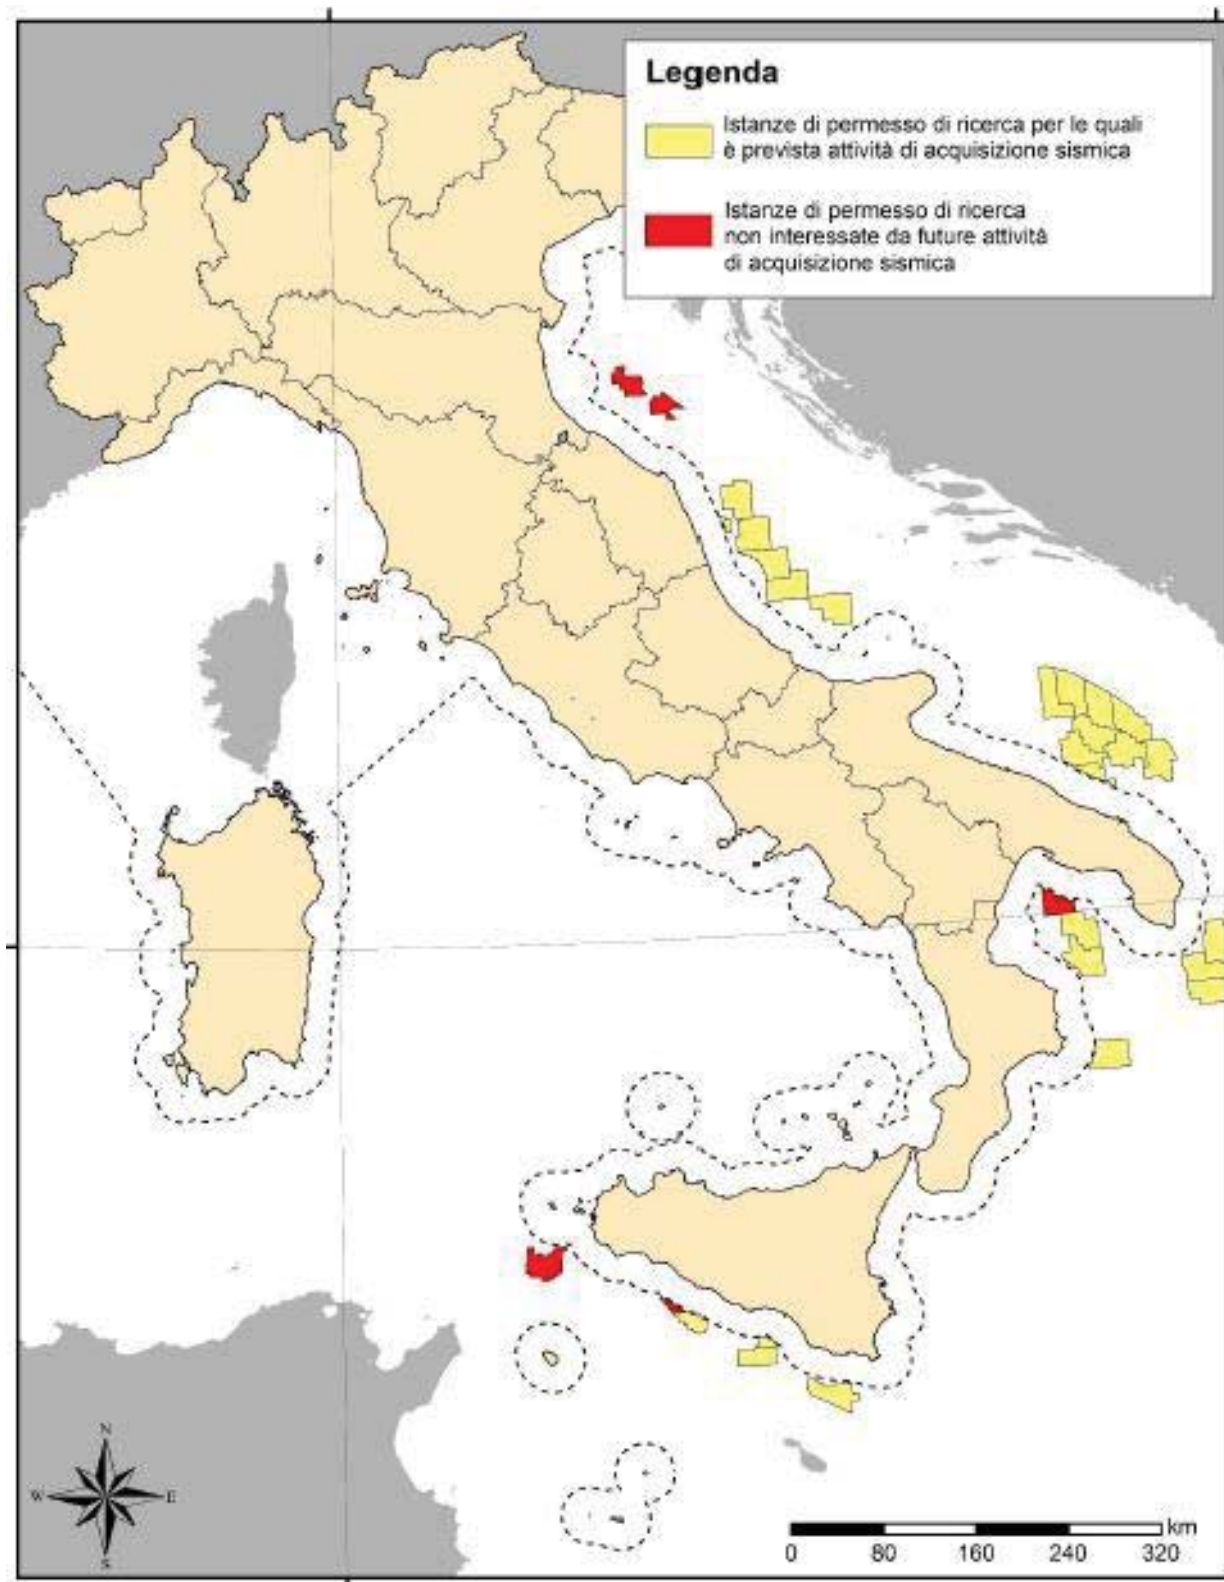 Legenda
Istanze di permesso di ricerca per le quali
è prevista attività di acquisizione sismica
Istanze di permesso di ricerca
non interessate da future attività
di acquisizione sismica
N
W
E
S
km
0 80 160 240 320